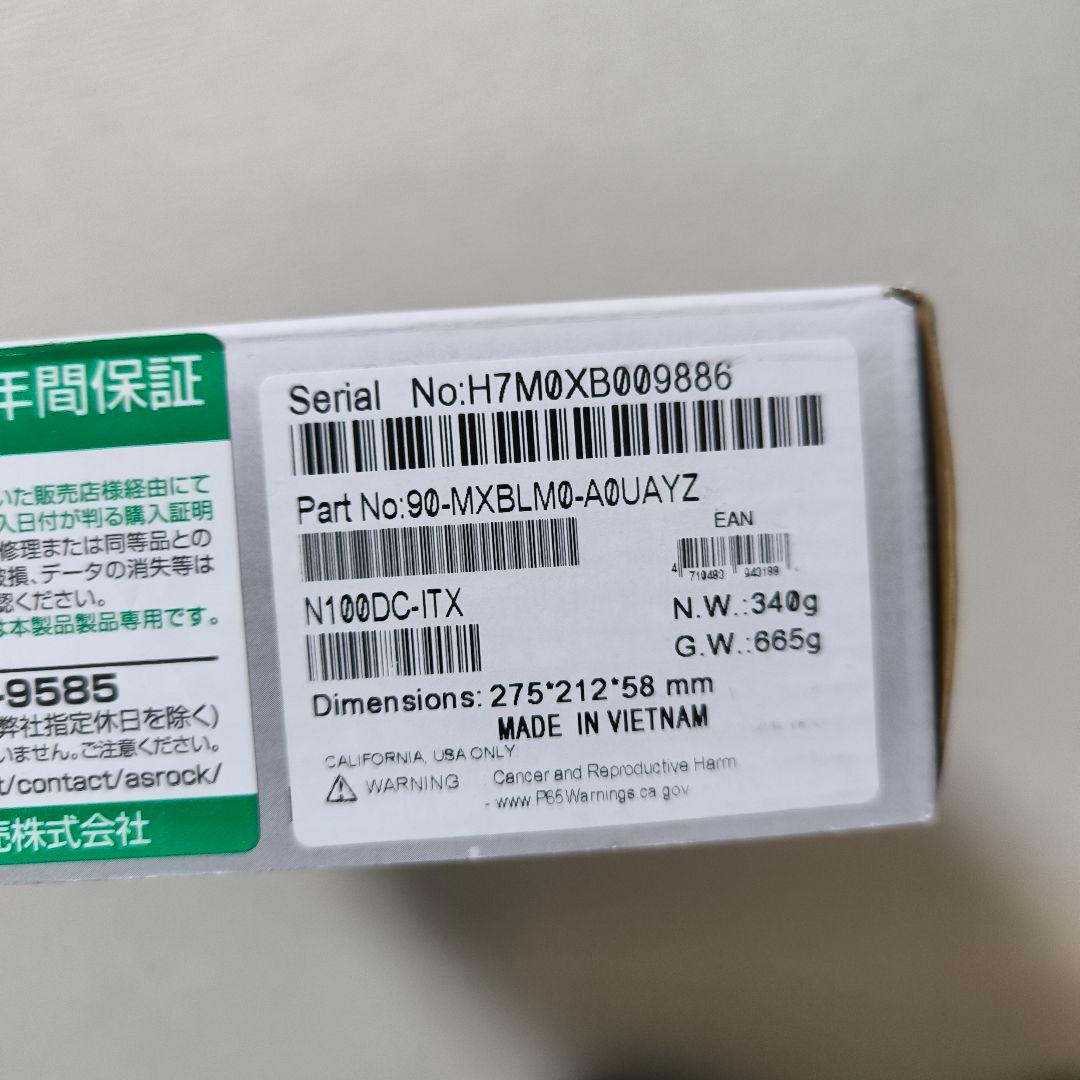 年間保証
いた販売店様経由にて
入日付が判る購入証明
修理または同等品との
破損、データの消失等は
認ください。
は本製品製品専用です。
-9585
弊社指定休日を除く)
いません。ご注意ください。
t/contact/asrock/
売株式会社
Serial No:H7M0XB009886
Part No:90-MXBLM0-A0UAYZ
EAN
4 710483 943188
N100DC-ITX
N.W.:340g
G.W.:665g
Dimensions: 275*212*58 mm
MADE IN VIETNAM
CALIFORNIA, USA ONLY
WARNING Cancer and Reproductive Harm
- www.P65Warnings.ca.gov